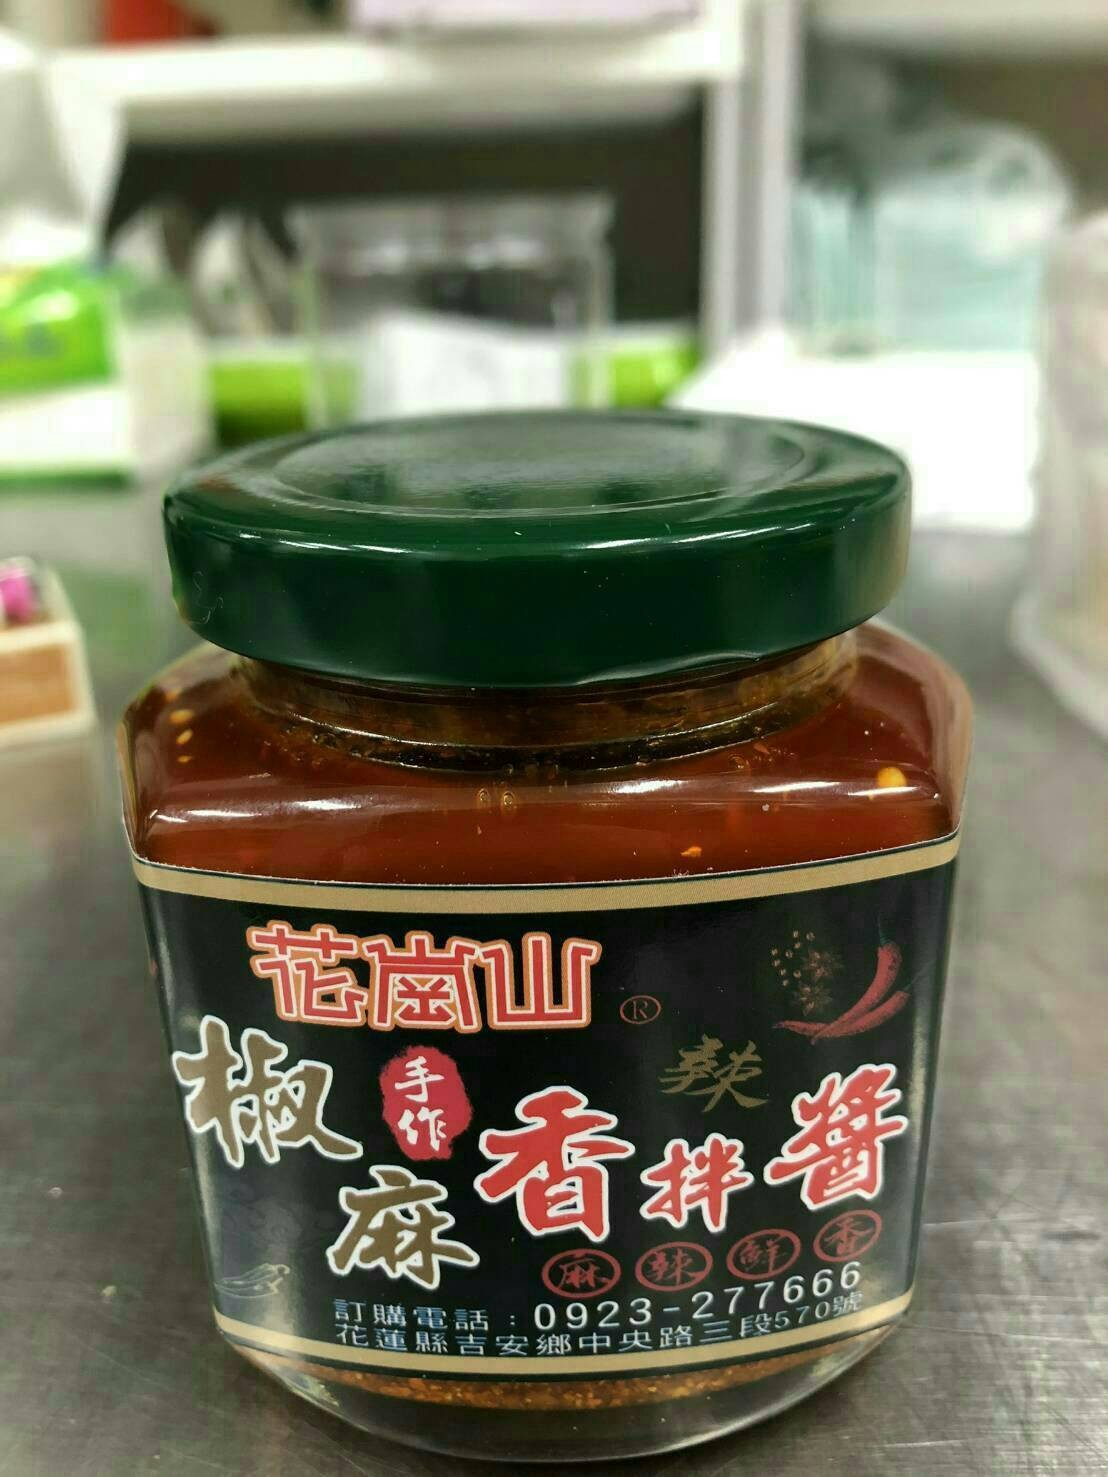 花崗山®
椒麻
手作
辣
香拌醬
麻辣鮮香
訂購電話:0923-277666
花蓮縣吉安鄉中央路三段570號